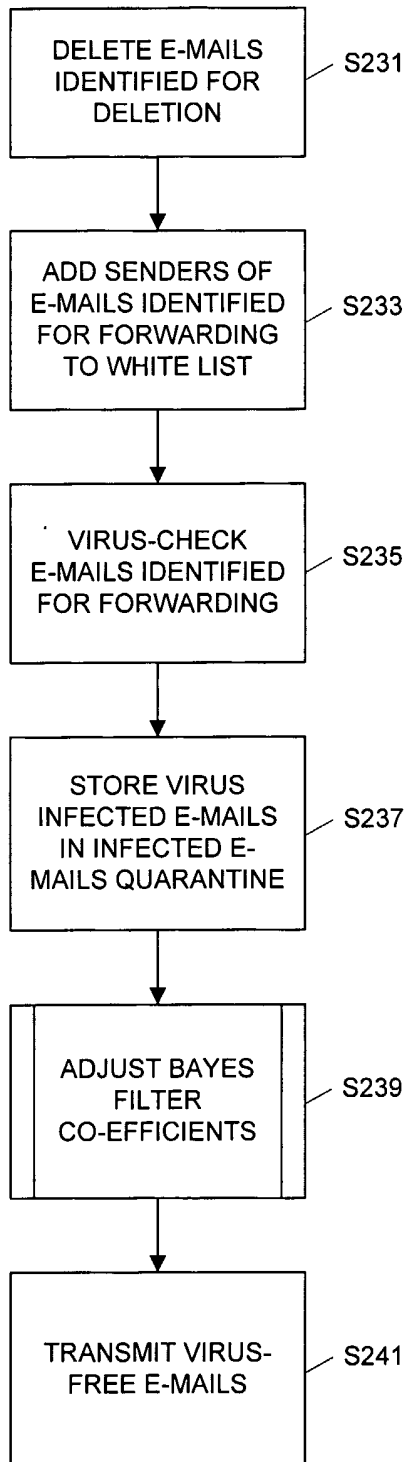 DELETE E-MAILS
IDENTIFIED FOR
DELETION
S231
ADD SENDERS OF
E-MAILS IDENTIFIED
FOR FORWARDING
TO WHITE LIST
S233
VIRUS-CHECK
E-MAILS IDENTIFIED
FOR FORWARDING
S235
STORE VIRUS
INFECTED E-MAILS
IN INFECTED E-
MAILS QUARANTINE
S237
ADJUST BAYES
FILTER
CO-EFFICIENTS
S239
TRANSMIT VIRUS-
FREE E-MAILS
S241